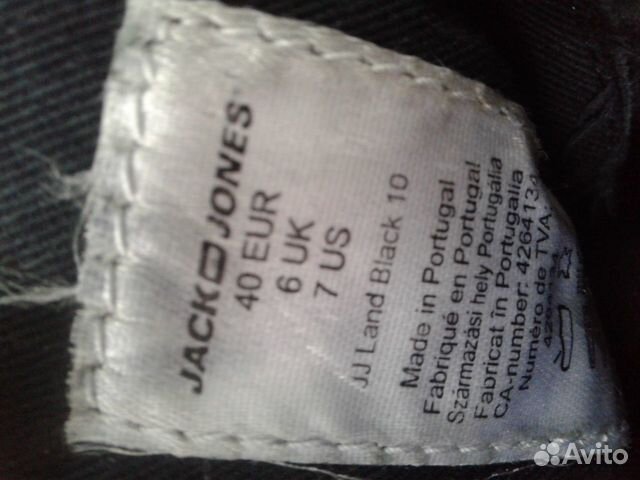 JACK JONES
40 EUR
6 UK
7 US
JJ Land Black 10
Made in Portugal
Fabriqué en Portugal
Származási hely Portugália
Fabricat în Portugalia
CA-number: 4264134
Numéro de TVA.
Avito